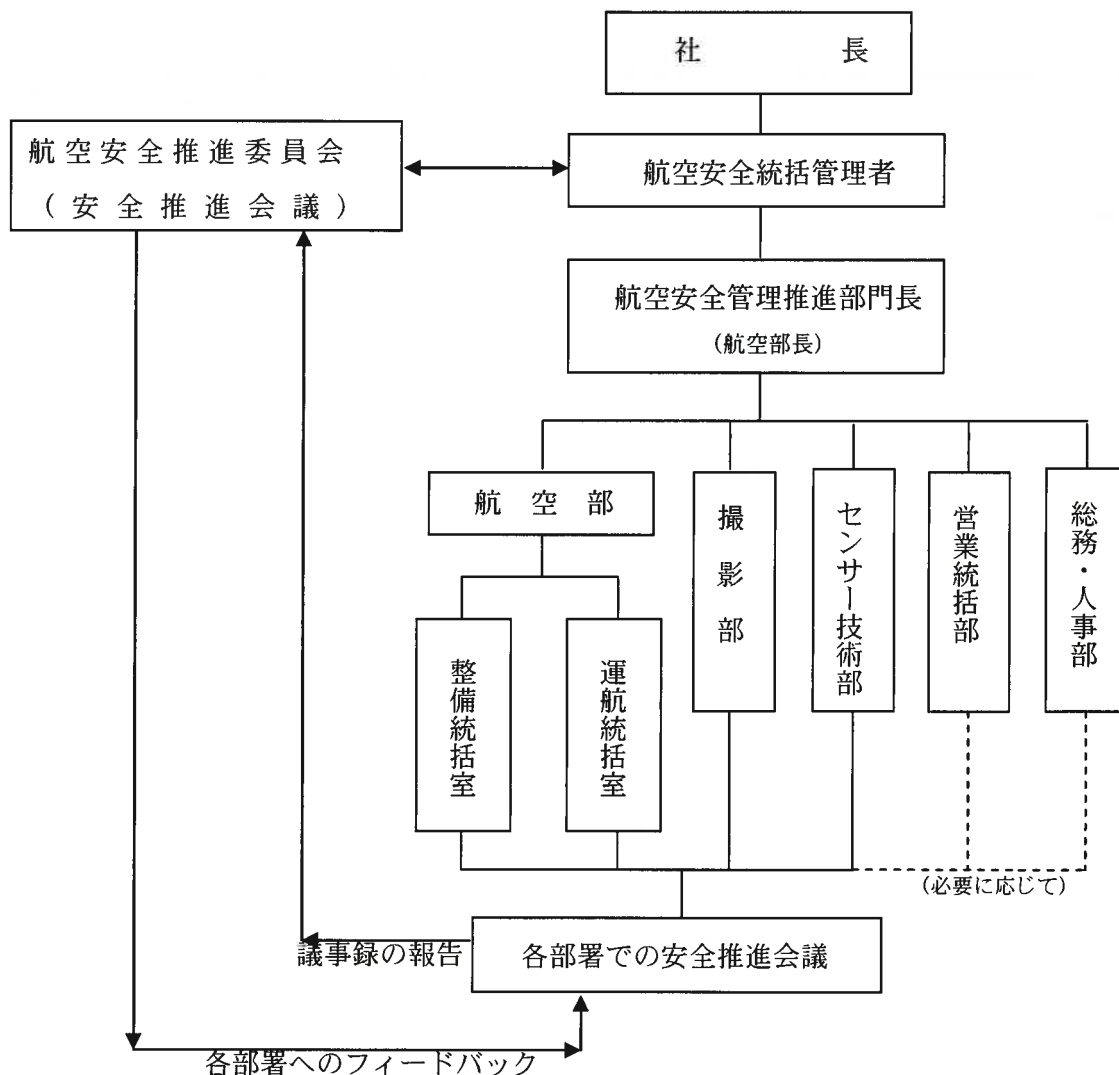 社長
航空安全推進委員会
(安全推進会議)
航空安全統括管理者
航空安全管理推進部門長
(航空部長)
航空部
撮影部
センサー技術部
営業統括部
総務・人事部
整備統括室
運航統括室
(必要に応じて)
議事録の報告
各部署での安全推進会議
各部署へのフィードバック